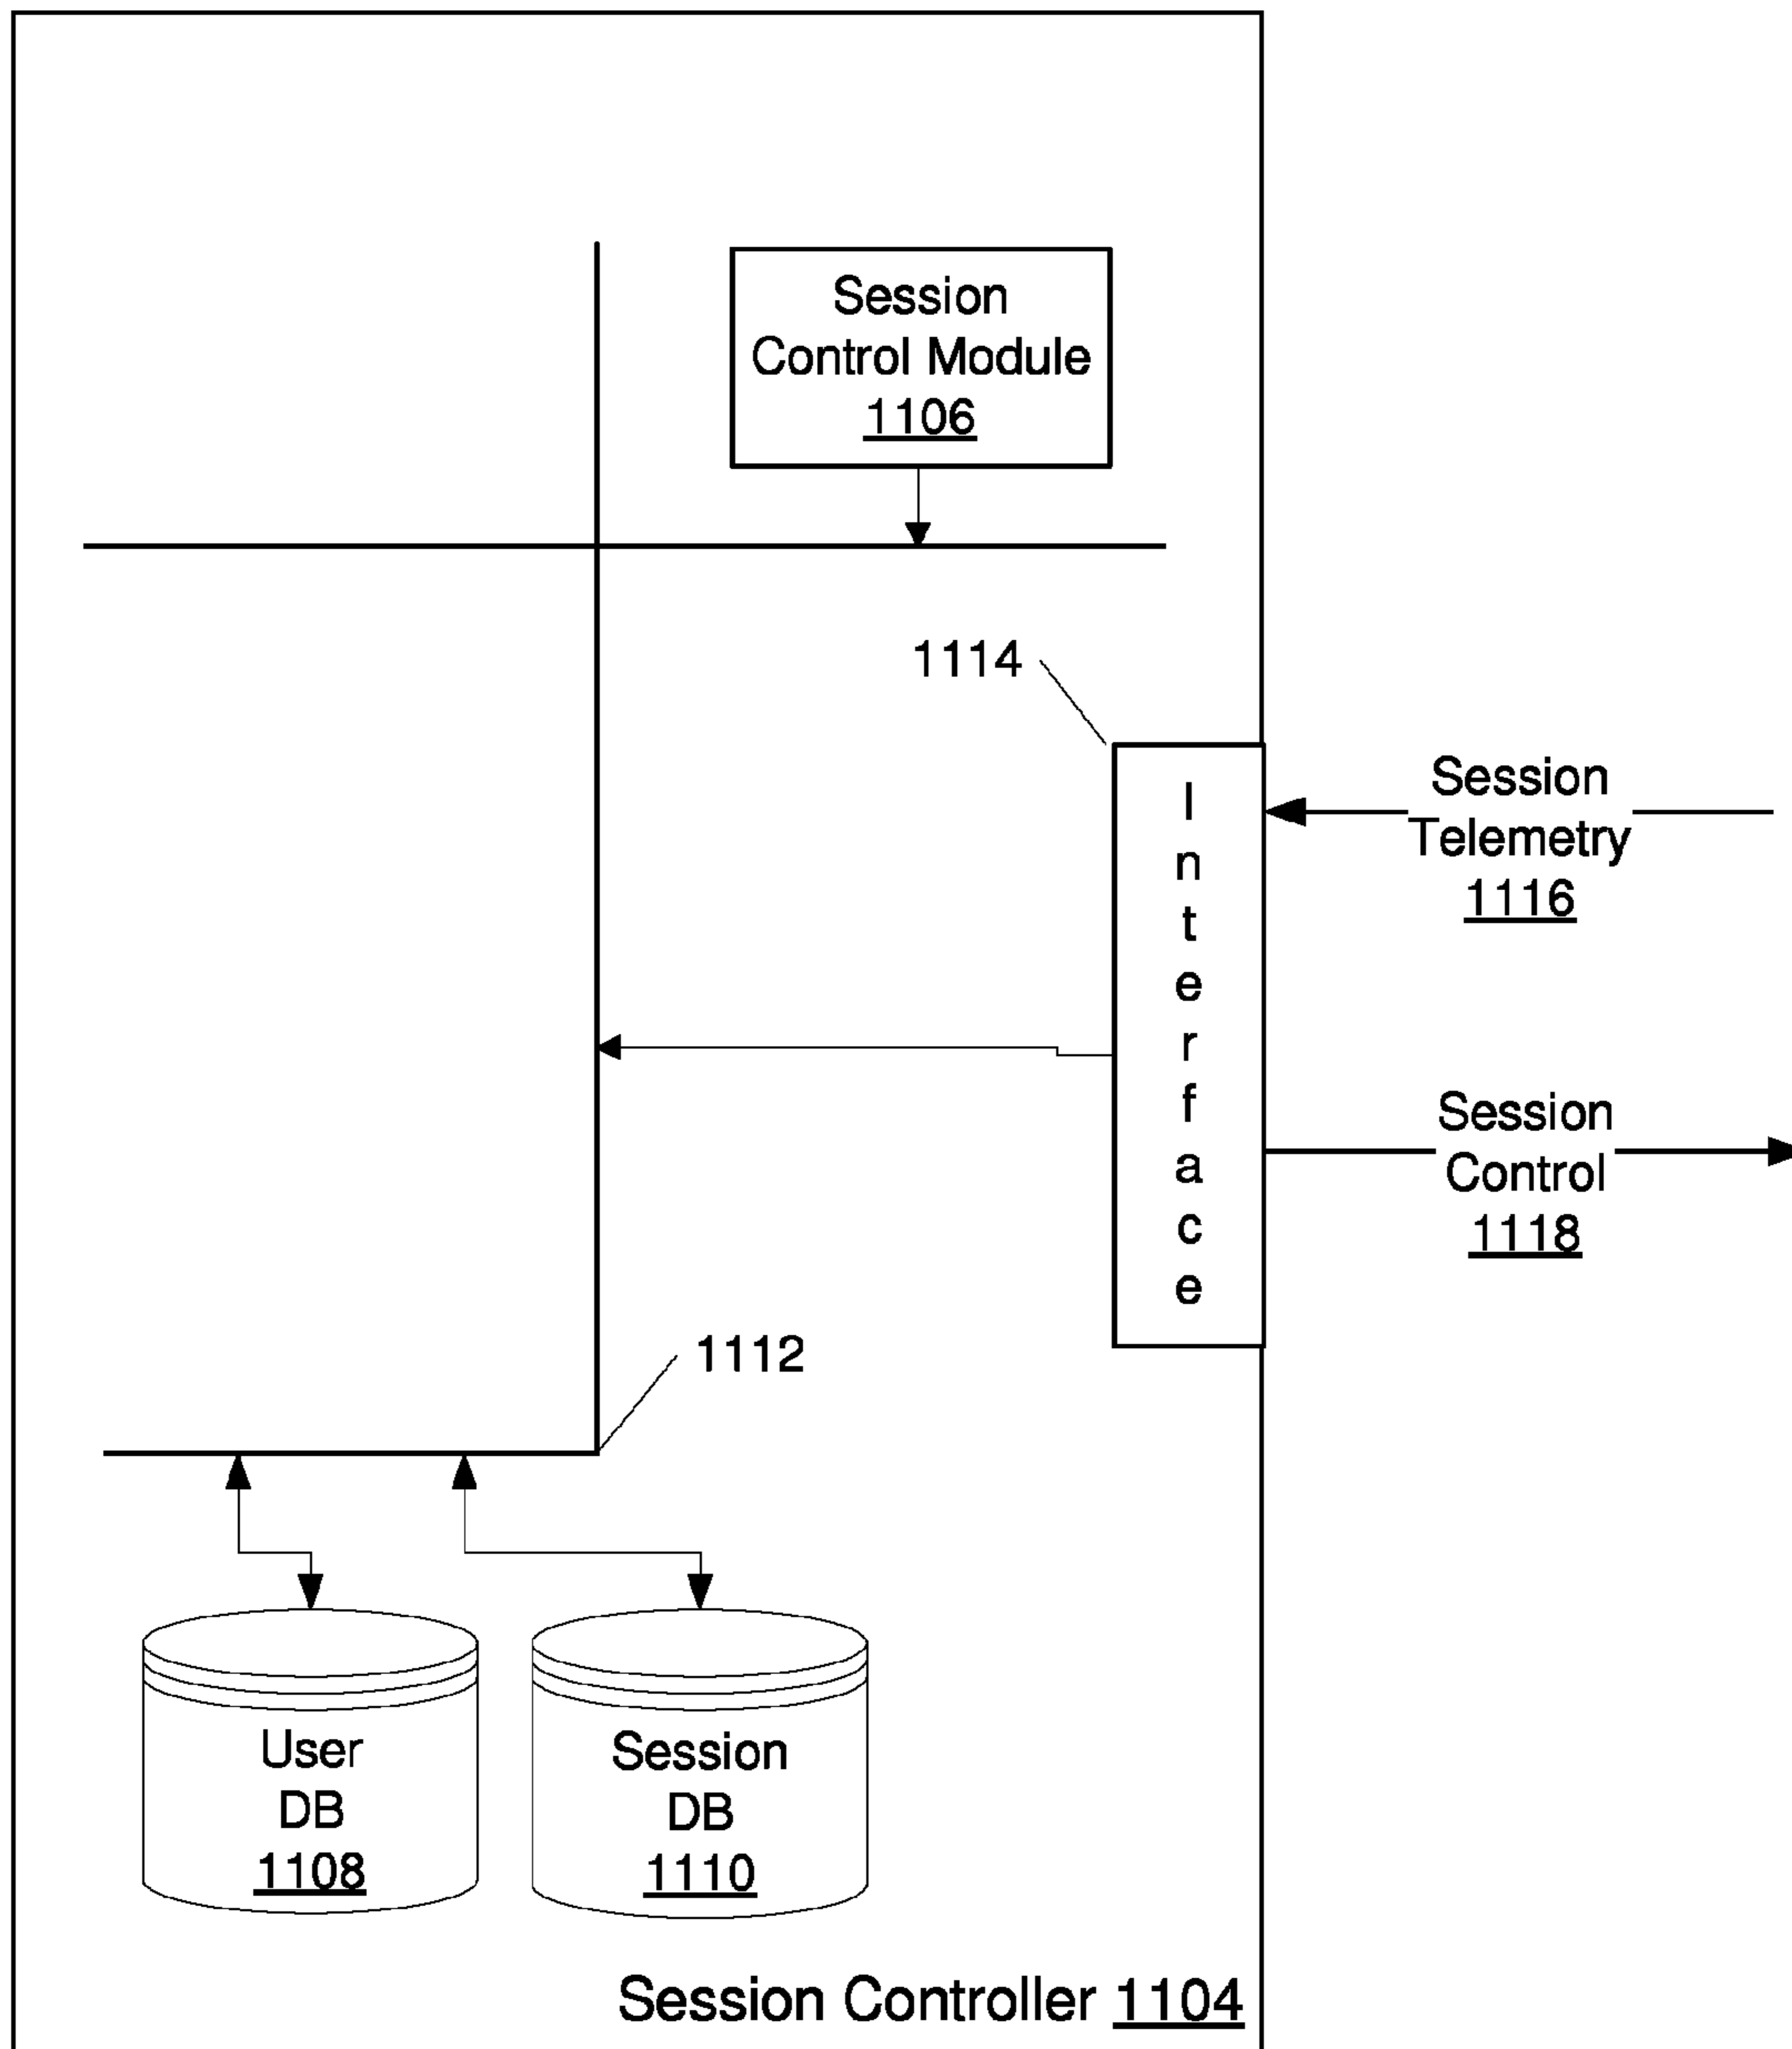 Session
Control Module
1106
1114
Interface
Session
Telemetry
1116
Session
Control
1118
1112
User
DB
1108
Session
DB
1110
Session Controller 1104